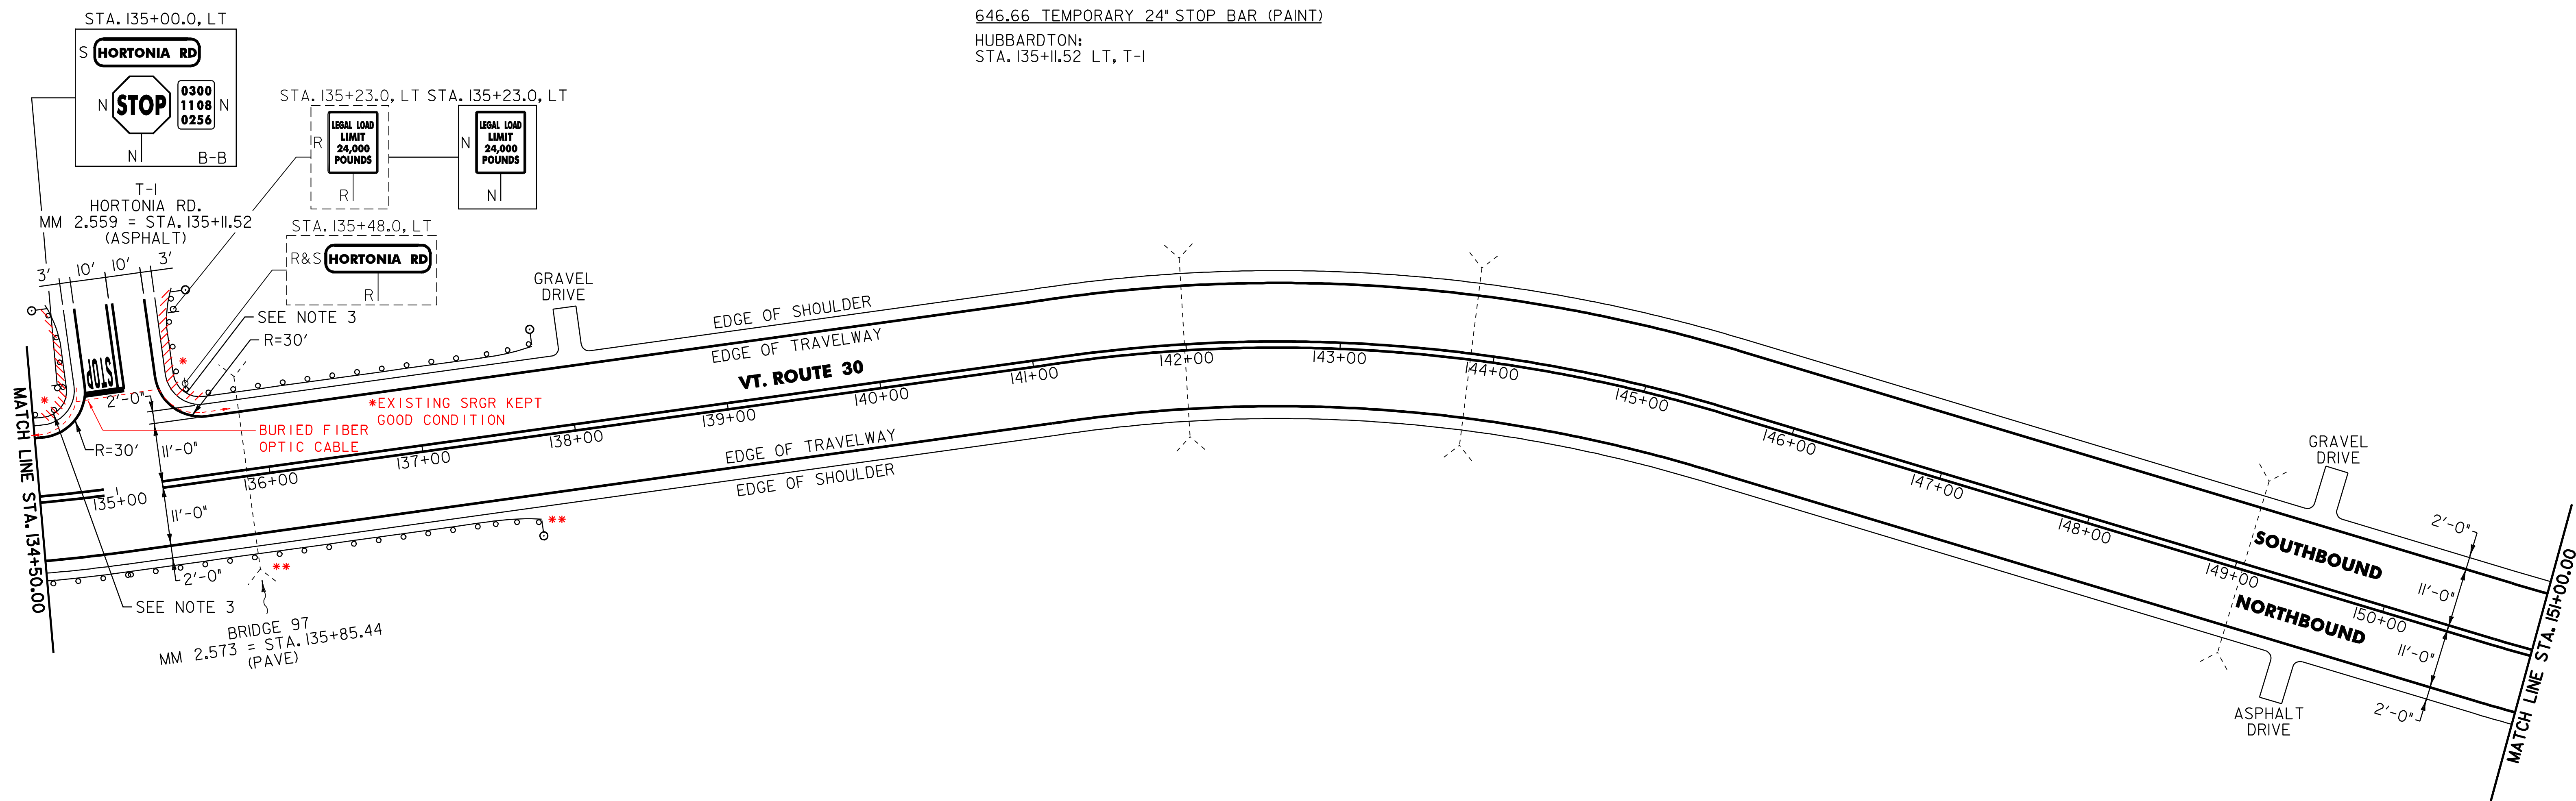 646.66 TEMPORARY 24" STOP BAR (PAINT)
HUBBARDTON:
STA. 135+11.52 LT, T-1
STA. 135+00.0, LT
S HORTONIA RD
N STOP
0300
1108 N
0256
N
B-B
STA. 135+23.0, LT
R
LEGAL LOAD
LIMIT
24,000
POUNDS
R
STA. 135+23.0, LT
N
LEGAL LOAD
LIMIT
24,000
POUNDS
N
T-1
HORTONIA RD.
MM 2.559 = STA. 135+11.52
(ASPHALT)
STA. 135+48.0, LT
R&S HORTONIA RD
R
3' 10' 10' 3'
SEE NOTE 3
R=30'
GRAVEL
DRIVE
EDGE OF SHOULDER
EDGE OF TRAVELWAY
VT. ROUTE 30
STOP
*
*
2'-0"
*EXISTING SRGR KEPT
GOOD CONDITION
BURIED FIBER
OPTIC CABLE
R=30'
11'-0"
MATCH LINE STA. 134+50.00
135+00
136+00
137+00
138+00
139+00
140+00
141+00
142+00
143+00
144+00
145+00
146+00
147+00
148+00
149+00
150+00
EDGE OF TRAVELWAY
EDGE OF SHOULDER
11'-0"
2'-0"
**
**
SEE NOTE 3
BRIDGE 97
MM 2.573 = STA. 135+85.44
(PAVE)
GRAVEL
DRIVE
SOUTHBOUND
NORTHBOUND
2'-0"
11'-0"
11'-0"
2'-0"
ASPHALT
DRIVE
MATCH LINE STA. 151+00.00